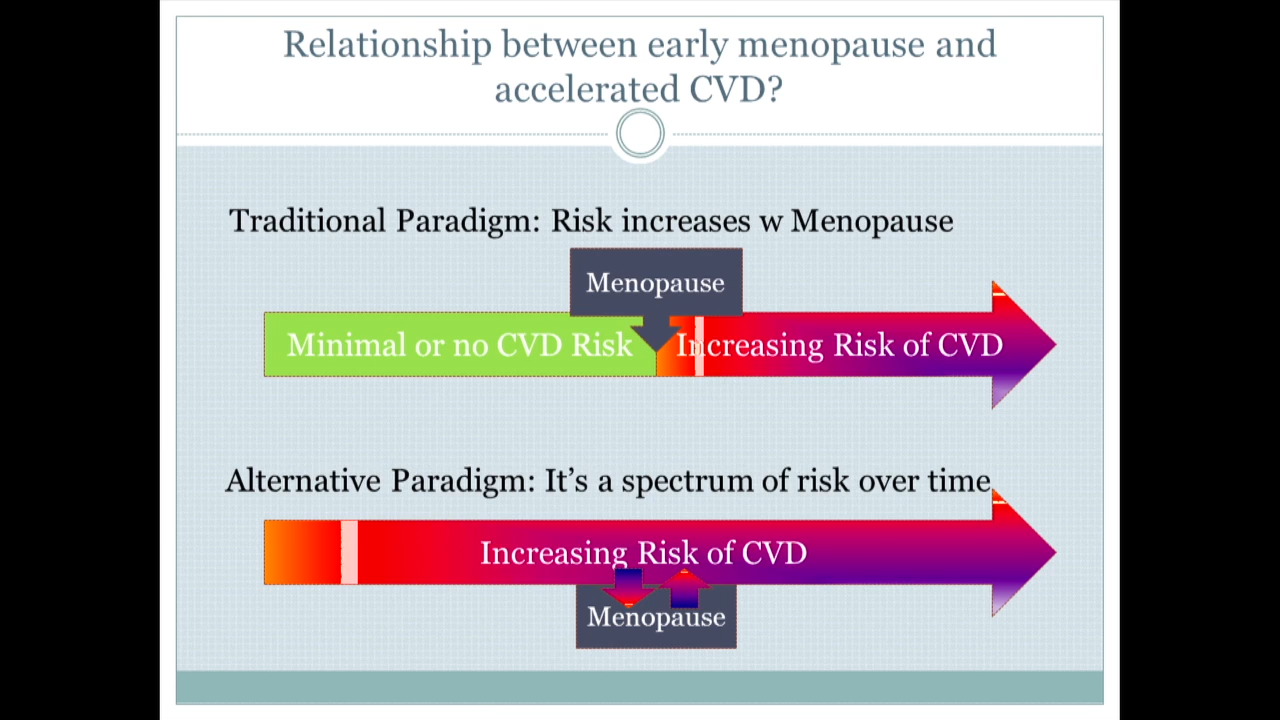 Relationship between early menopause and
accelerated CVD?
Traditional Paradigm: Risk increases w Menopause
Menopause
Minimal or no CVD Risk
Increasing Risk of CVD
Alternative Paradigm: It’s a spectrum of risk over time
Increasing Risk of CVD
Menopause